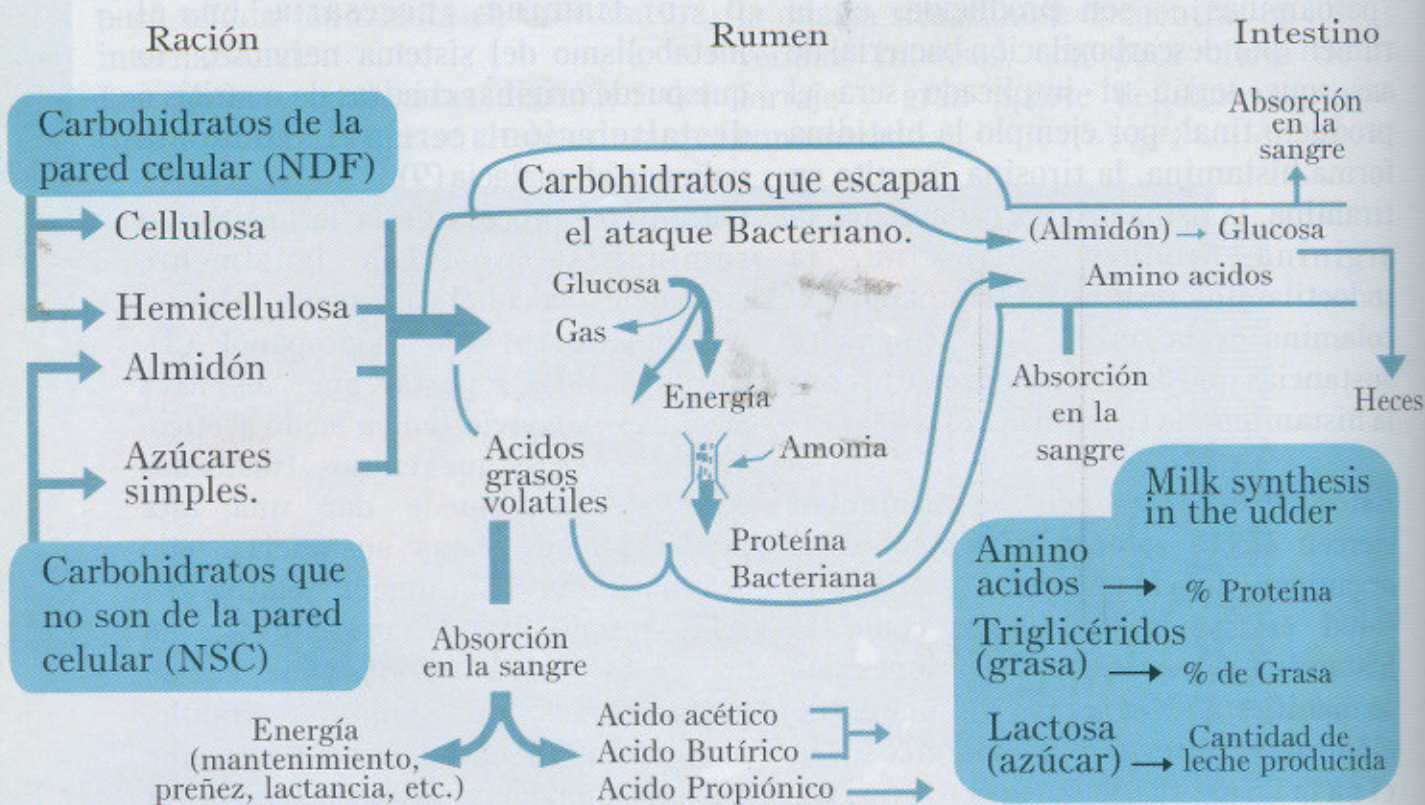 Ración
Rumen
Intestino
Carbohidratos de la
pared celular (NDF)
Cellulosa
Hemicellulosa
Almidón
Azúcares
simples.
Carbohidratos que
no son de la pared
celular (NSC)
Carbohidratos que escapan
el ataque Bacteriano.
Glucosa
Gas
Energía
Amonia
Acidos
grasos
volatiles
Proteína
Bacteriana
Absorción
en la sangre
Energía
(mantenimiento,
preñez, lactancia, etc.)
Acido acético
Acido Butírico
Acido Propiónico
Absorción
en la
sangre
(Almidón)
Glucosa
Amino acidos
Absorción
en la
sangre
Heces
Milk synthesis
in the udder
Amino
acidos
% Proteína
Triglicéridos
(grasa)
% de Grasa
Lactosa
(azúcar)
Cantidad de
leche producida